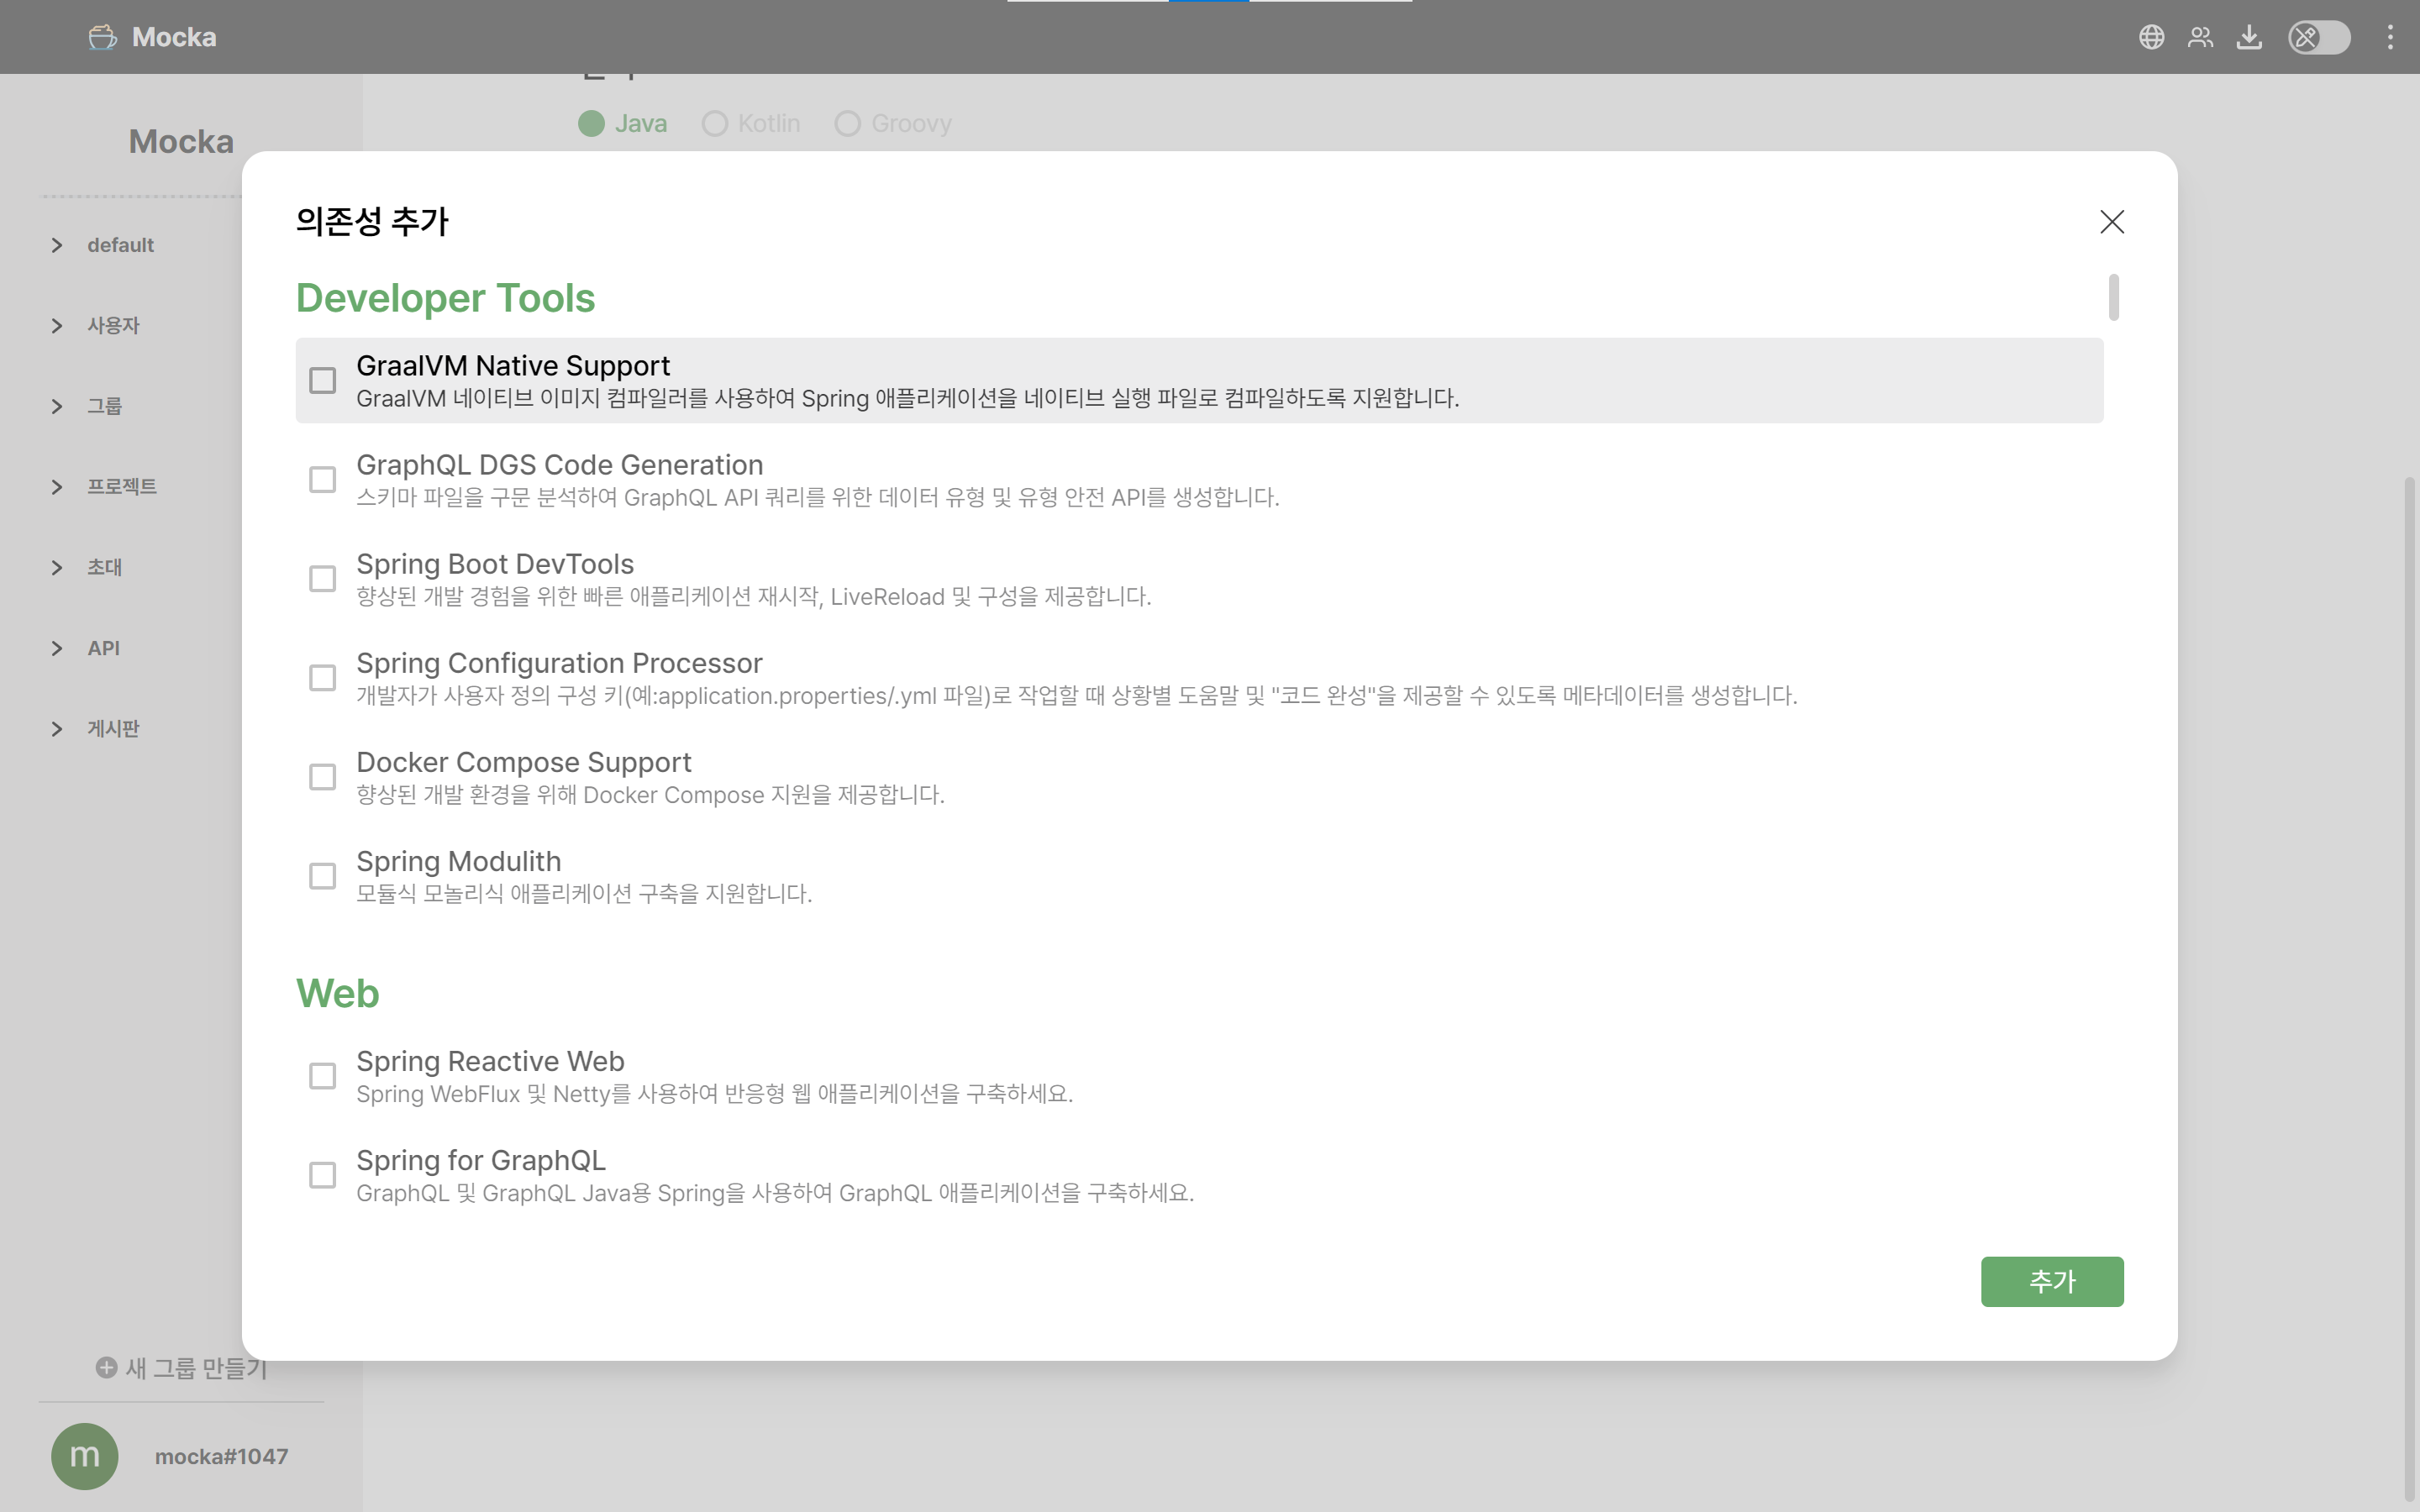 Mocka
Mocka
Java
Kotlin
Groovy
default
사용자
그룹
프로젝트
초대
API
게시판
새 그룹 만들기
m
mocka#1047
의존성 추가
Developer Tools
GraalVM Native Support
GraalVM 네이티브 이미지 컴파일러를 사용하여 Spring 애플리케이션을 네이티브 실행 파일로 컴파일하도록 지원합니다.
GraphQL DGS Code Generation
스키마 파일을 구문 분석하여 GraphQL API 쿼리를 위한 데이터 유형 및 유형 안전 API를 생성합니다.
Spring Boot DevTools
향상된 개발 경험을 위한 빠른 애플리케이션 재시작, LiveReload 및 구성을 제공합니다.
Spring Configuration Processor
개발자가 사용자 정의 구성 키(예:application.properties/.yml 파일)로 작업할 때 상황별 도움말 및 "코드 완성"을 제공할 수 있도록 메타데이터를 생성합니다.
Docker Compose Support
향상된 개발 환경을 위해 Docker Compose 지원을 제공합니다.
Spring Modulith
모듈식 모놀리식 애플리케이션 구축을 지원합니다.
Web
Spring Reactive Web
Spring WebFlux 및 Netty를 사용하여 반응형 웹 애플리케이션을 구축하세요.
Spring for GraphQL
GraphQL 및 GraphQL Java용 Spring을 사용하여 GraphQL 애플리케이션을 구축하세요.
추가